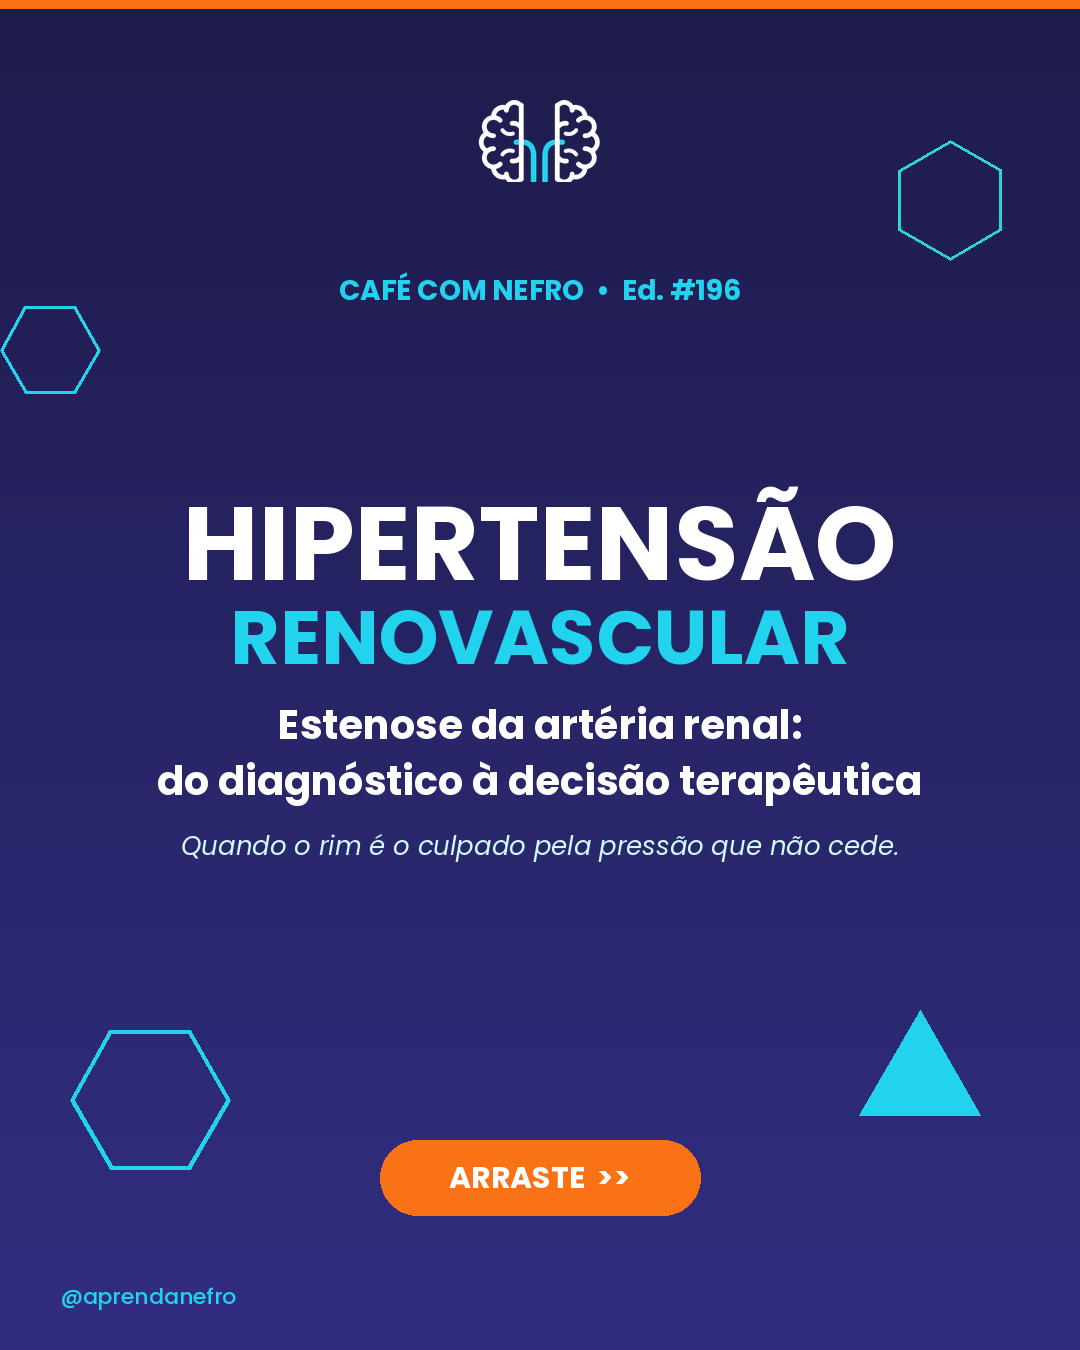 CAFÉ COM NEFRO • Ed. #196
HIPERTENSÃO
RENOVASCULAR
Estenose da artéria renal:
do diagnóstico à decisão terapêutica
Quando o rim é o culpado pela pressão que não cede.
ARRASTE >>
@aprendanefro